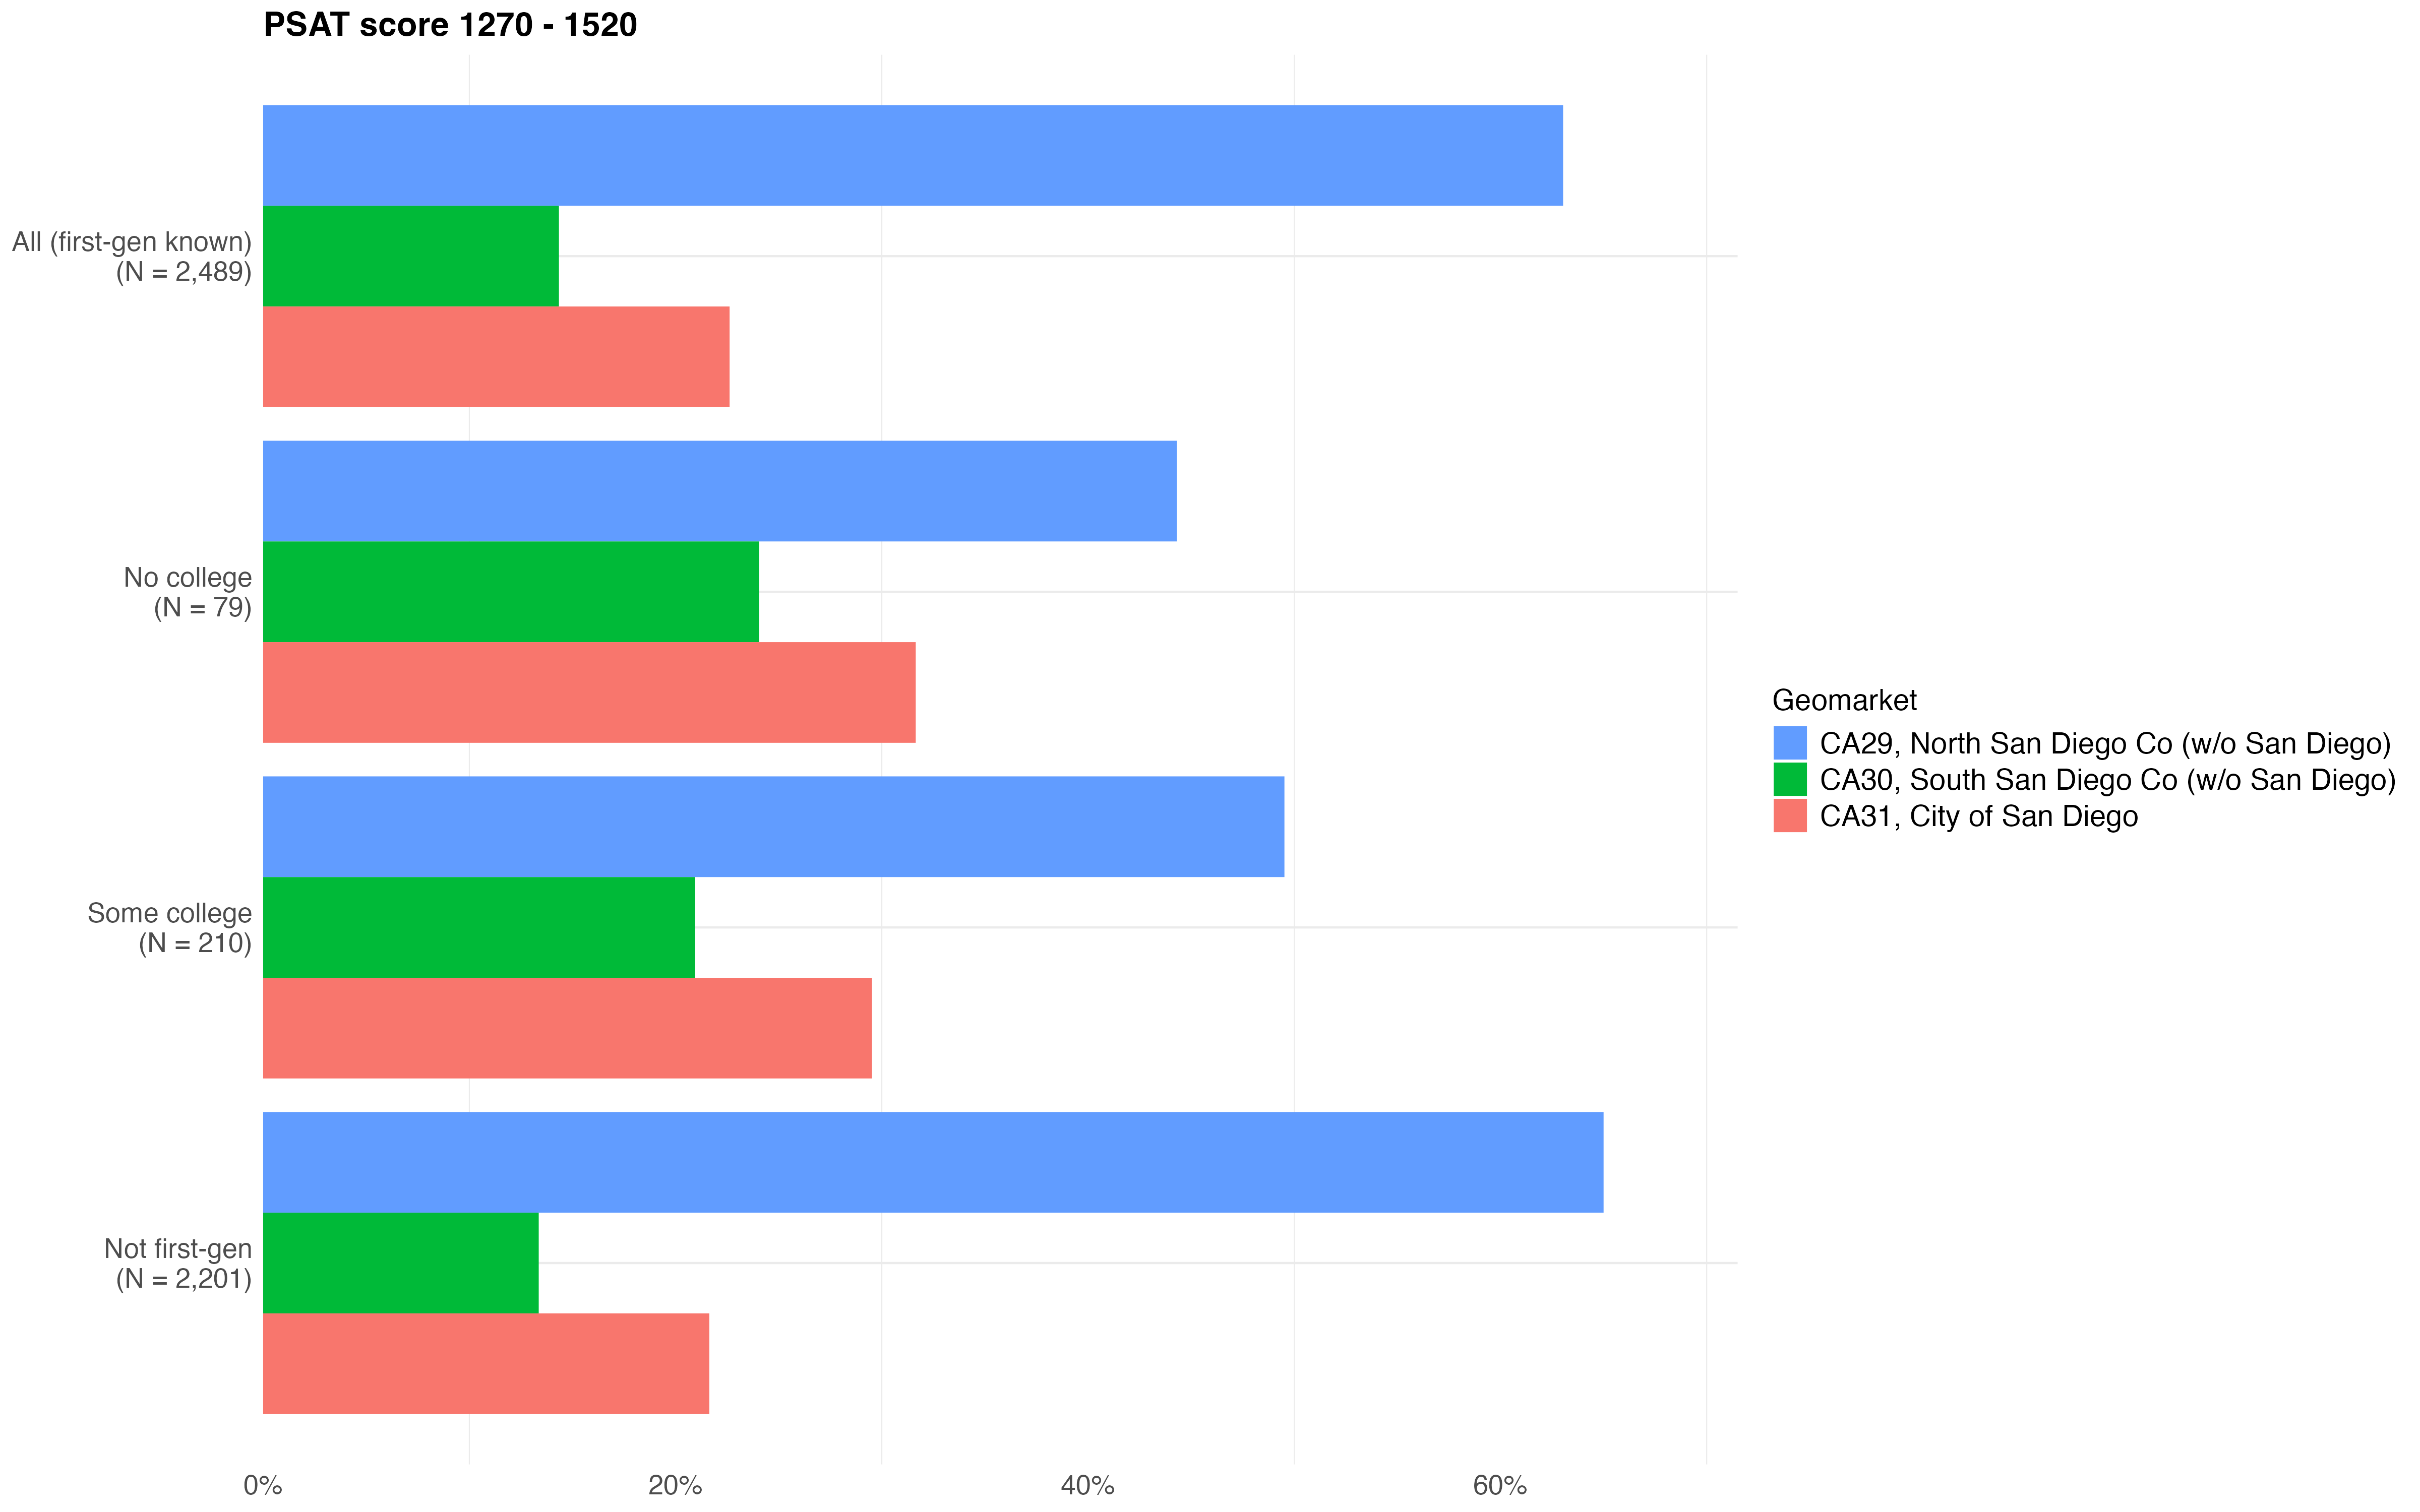 PSAT score 1270 - 1520
All (first-gen known)
(N = 2,489)
No college
(N = 79)
Some college
(N = 210)
Not first-gen
(N = 2,201)
0%
20%
40%
60%
Geomarket
CA29, North San Diego Co (w/o San Diego)
CA30, South San Diego Co (w/o San Diego)
CA31, City of San Diego